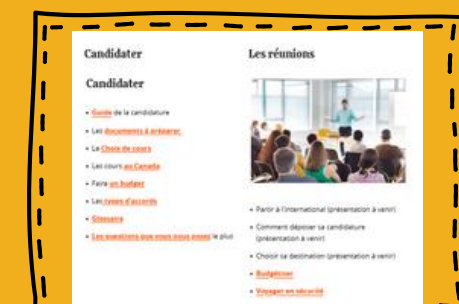 Candidater
Candidater
• Guide de la candidature
• Les documents à préparer
• Le Choix de cours
• Les cours au Canada
• Faire un budget
• Les types d'accords
• Glossaire
• Les questions que vous nous posez le plus
Les réunions
• Partir à l'international (présentation à venir)
• Comment déposer sa candidature
(présentation à venir)
• Choisir sa destination (présentation à venir)
• Budgétiser
• Voyager en sécurité